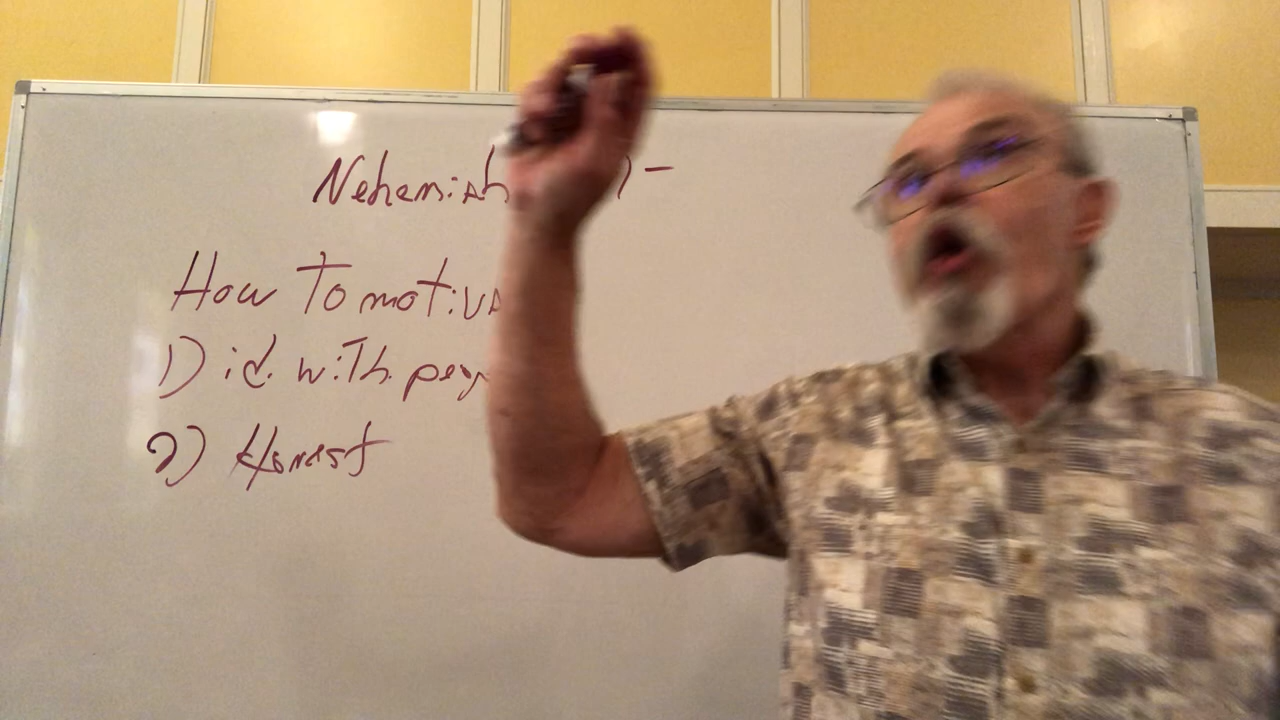 Nehemiah -
How To motiva
1) id. with peop
2) Honest